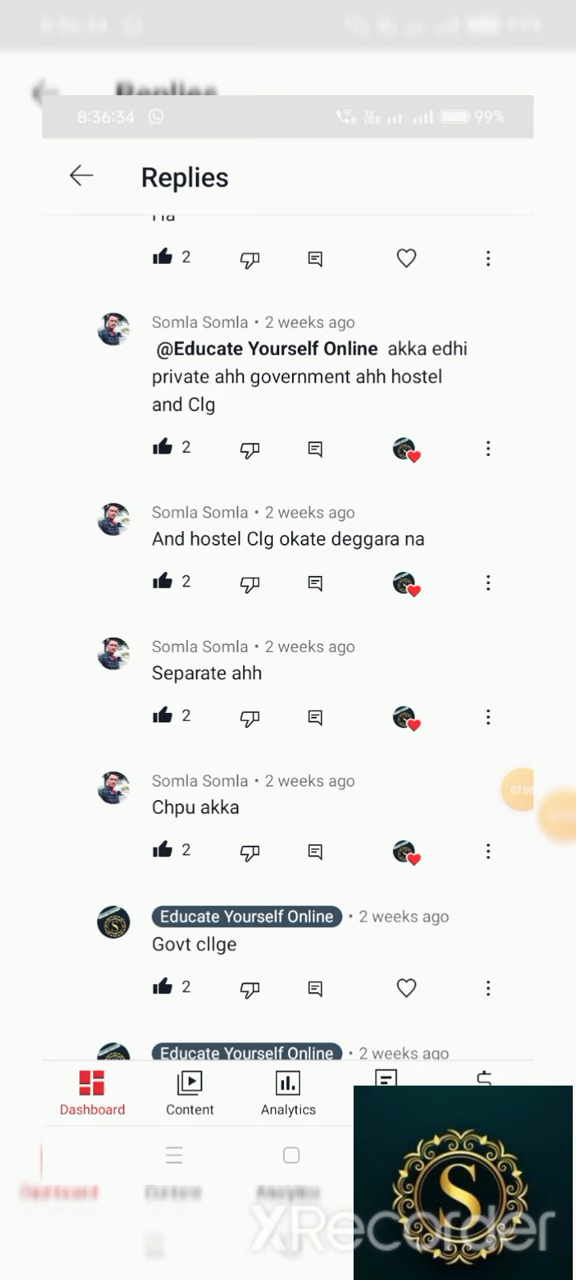 8:36:34
99%
Replies
Somla Somla • 2 weeks ago
@Educate Yourself Online akka edhi
private ahh government ahh hostel
and Clg
2
Somla Somla • 2 weeks ago
And hostel Clg okate deggara na
2
Somla Somla • 2 weeks ago
Separate ahh
2
Somla Somla • 2 weeks ago
Chpu akka
2
Educate Yourself Online • 2 weeks ago
Govt cllge
2
Educate Yourself Online • 2 weeks ago
Dashboard
Content
Analytics
S
XRecorder